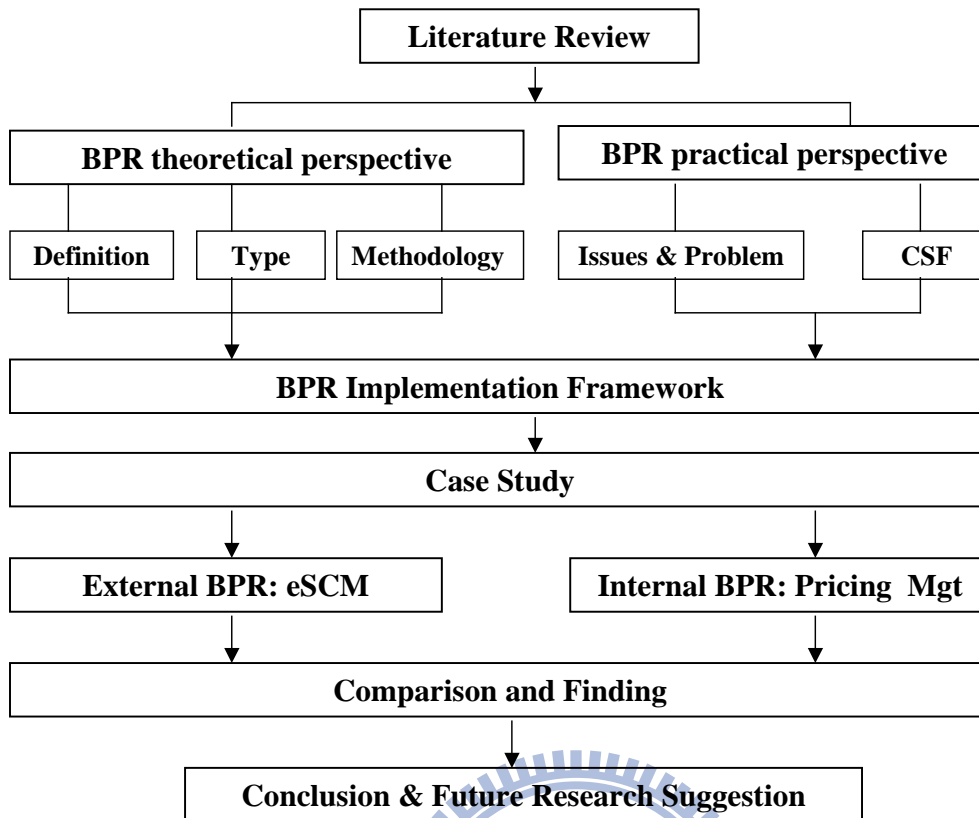 Literature Review
BPR theoretical perspective
BPR practical perspective
Definition
Type
Methodology
Issues & Problem
CSF
BPR Implementation Framework
Case Study
External BPR: eSCM
Internal BPR: Pricing Mgt
Comparison and Finding
Conclusion & Future Research Suggestion